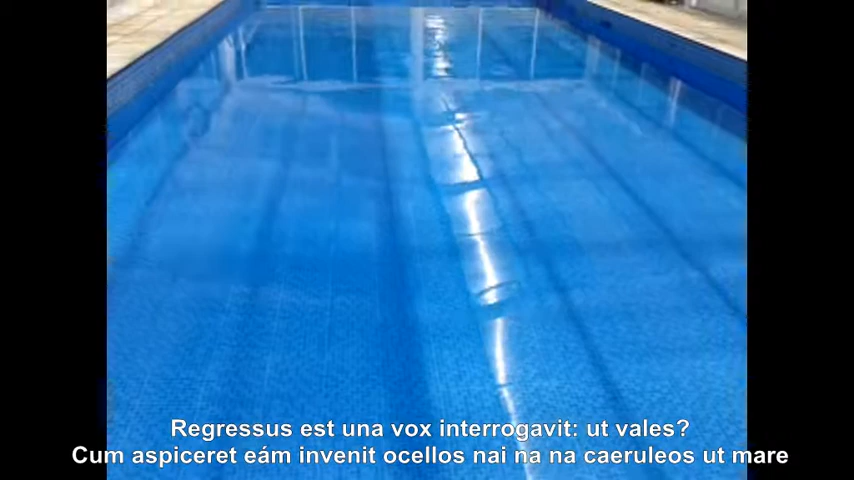 Regressus est una vox interrogavit: ut vales?
Cum aspiceret eám invenit ocellos nai na na caeruleos ut mare